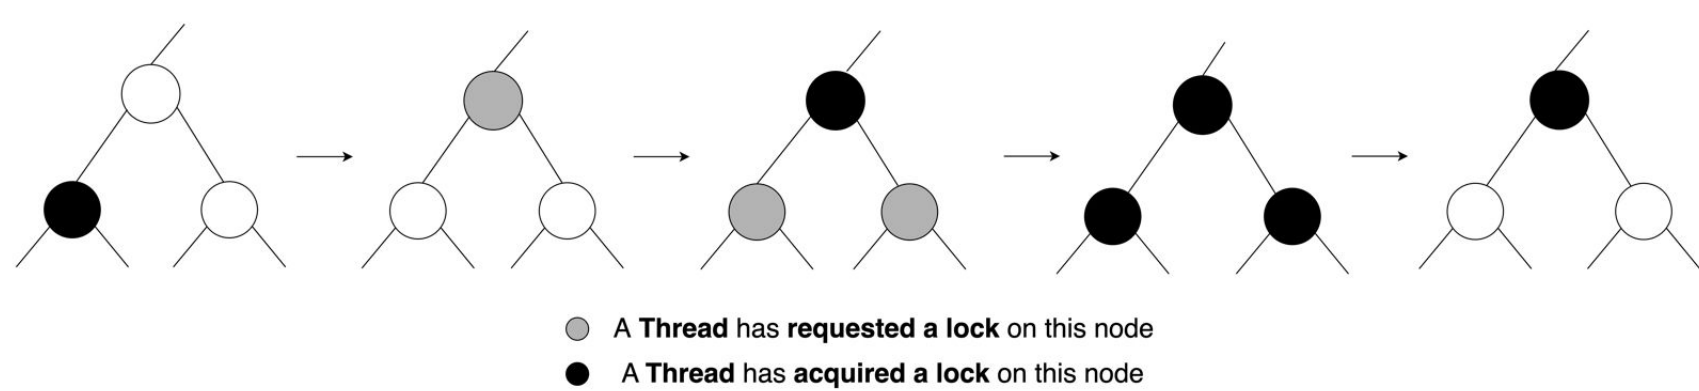 A Thread has requested a lock on this node
A Thread has acquired a lock on this node